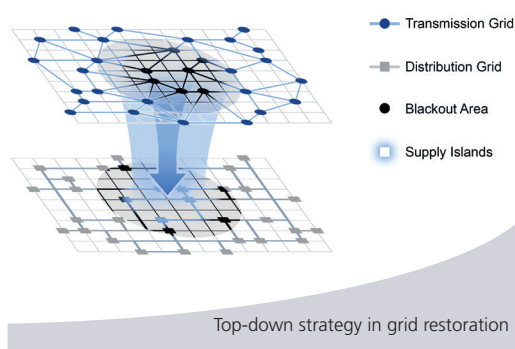 Transmission Grid
Distribution Grid
Blackout Area
Supply Islands
Top-down strategy in grid restoration